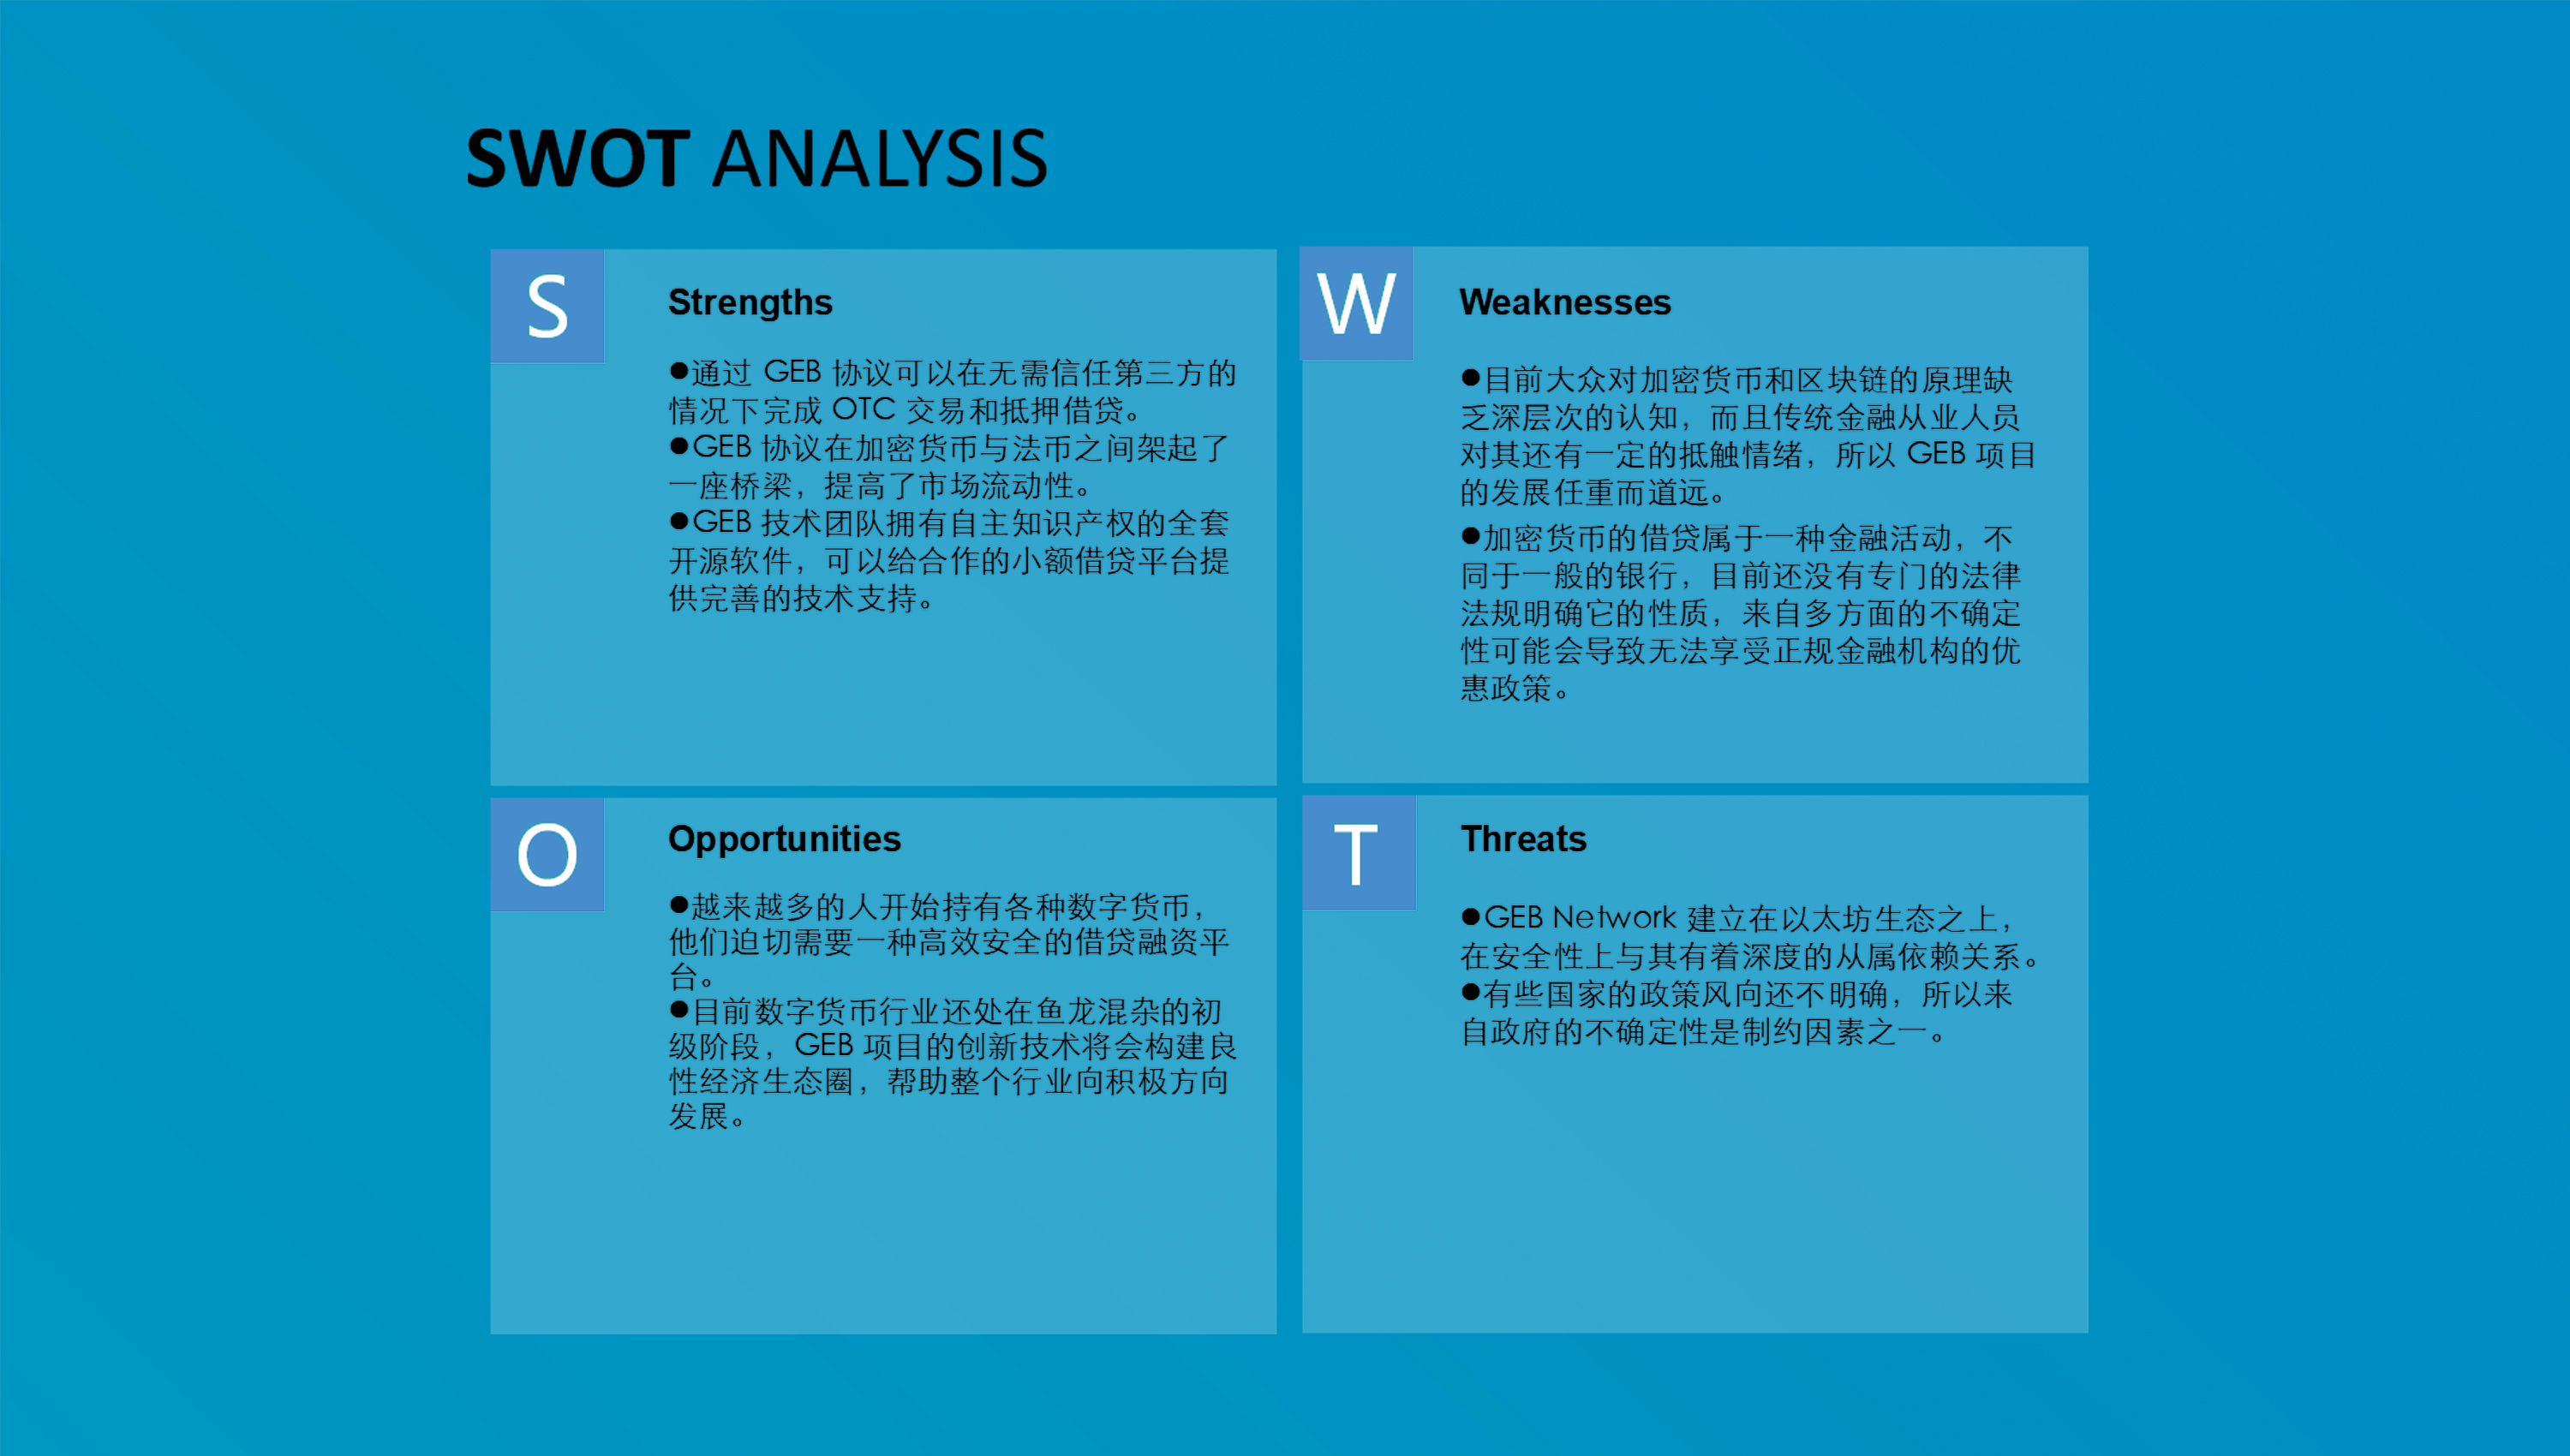 SWOT ANALYSIS
S
Strengths
●通过 GEB 协议可以在无需信任第三方的
情况下完成 OTC 交易和抵押借贷。
●GEB 协议在加密货币与法币之间架起了
一座桥梁，提高了市场流动性。
●GEB 技术团队拥有自主知识产权的全套
开源软件，可以给合作的小额借贷平台提
供完善的技术支持。
W
Weaknesses
●目前大众对加密货币和区块链的原理缺
乏深层次的认知，而且传统金融从业人员
对其还有一定的抵触情绪，所以 GEB 项目
的发展任重而道远。
●加密货币的借贷属于一种金融活动，不
同于一般的银行，目前还没有专门的法律
法规明确它的性质，来自多方面的不确定
性可能会导致无法享受正规金融机构的优
惠政策。
O
Opportunities
●越来越多的人开始持有各种数字货币，
他们迫切需要一种高效安全的借贷融资平
台。
●目前数字货币行业还处在鱼龙混杂的初
级阶段，GEB 项目的创新技术将会构建良
性经济生态圈，帮助整个行业向积极方向
发展。
T
Threats
●GEB Network 建立在以太坊生态之上，
在安全性上与其有着深度的从属依赖关系。
●有些国家的政策风向还不明确，所以来
自政府的不确定性是制约因素之一。